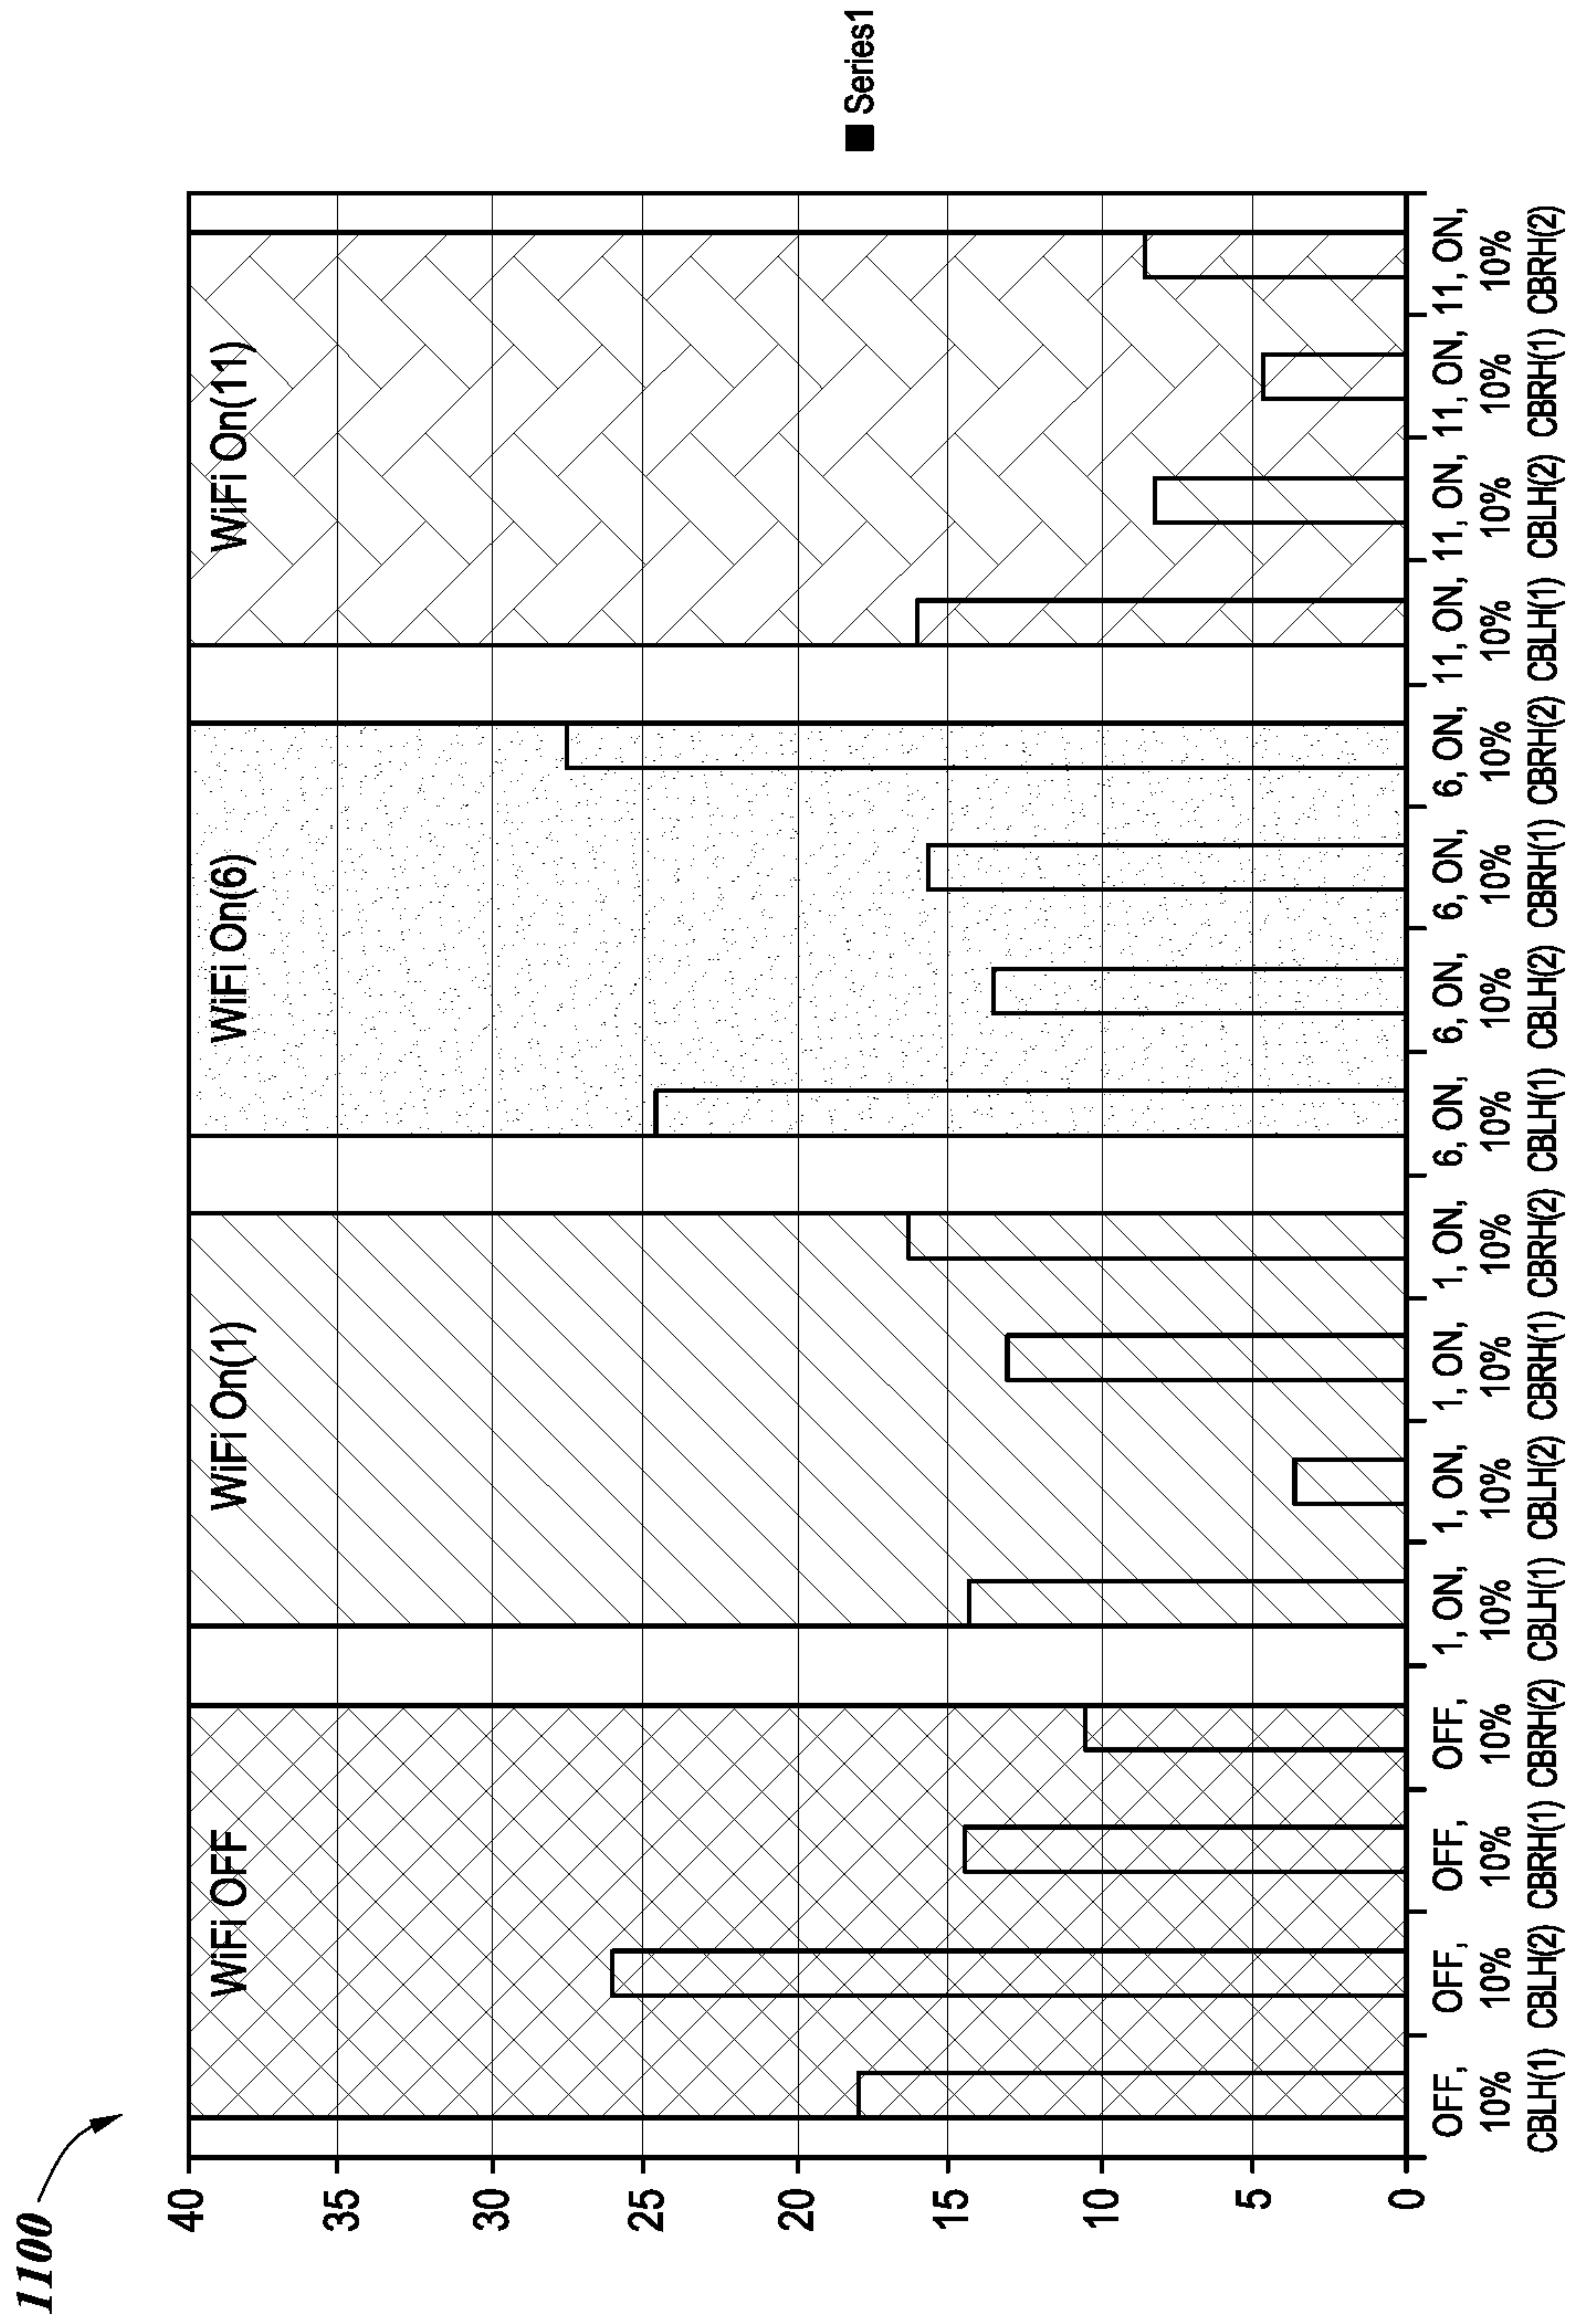 1100
WiFi OFF
WiFi On(1)
WiFi On(6)
WiFi On(11)
40
35
30
25
20
15
10
5
0
Series1
OFF, OFF, OFF, OFF, 1, ON, 1, ON, 1, ON, 1, ON, 6, ON, 6, ON, 6, ON, 6, ON, 11, ON, 11, ON, 11, ON, 11, ON,
10% 10% 10% 10% 10% 10% 10% 10% 10% 10% 10% 10% 10% 10% 10% 10%
CBLH(1) CBLH(2) CBRH(1) CBRH(2) CBLH(1) CBLH(2) CBRH(1) CBRH(2) CBLH(1) CBLH(2) CBRH(1) CBRH(2) CBLH(1) CBLH(2) CBRH(1) CBRH(2)